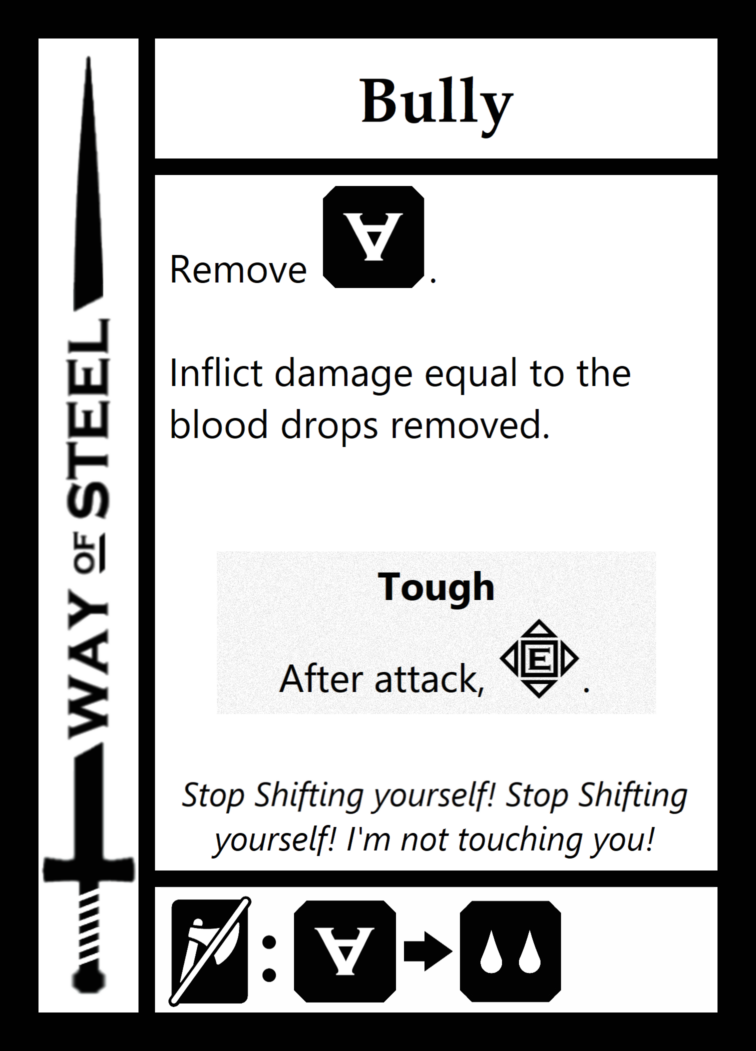 Bully
Remove ∀.
Inflict damage equal to the
blood drops removed.
Tough
After attack, E.
Stop Shifting yourself! Stop Shifting
yourself! I'm not touching you!
: ∀
WAY OF STEEL